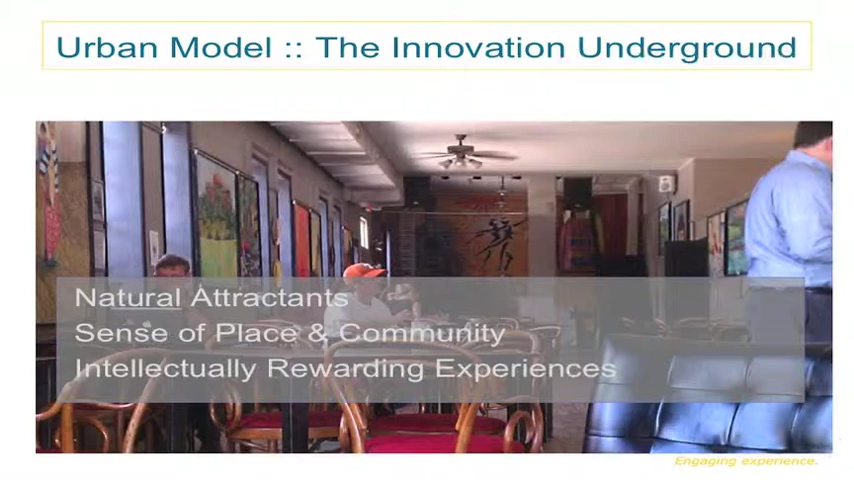 Urban Model :: The Innovation Underground
Natural Attractants
Sense of Place & Community
Intellectually Rewarding Experiences
Engaging experience.